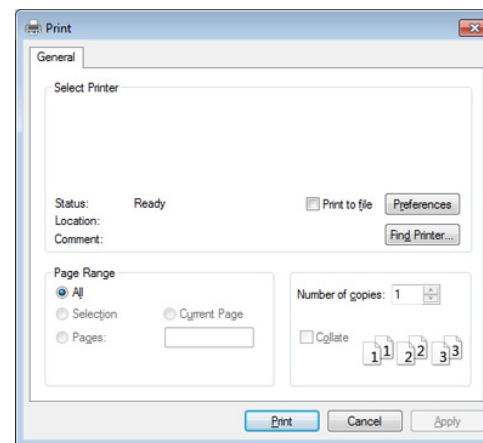 Print
General
Select Printer
Status: Ready
Location:
Comment:
Print to file
Preferences
Find Printer...
Page Range
All
Selection
Current Page
Pages:
Number of copies: 1
Collate
1 1 2 2 3 3
Print
Cancel
Apply